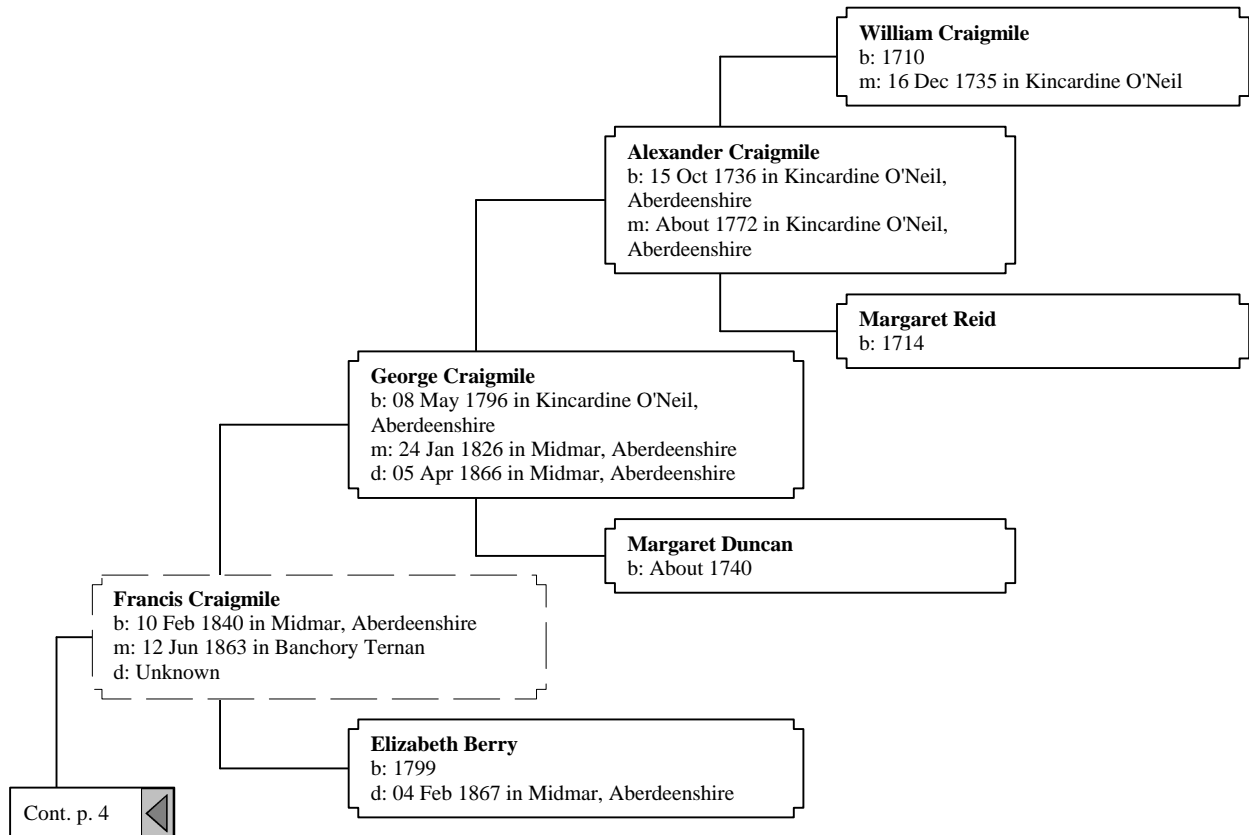 William Craigmile
b: 1710
m: 16 Dec 1735 in Kincardine O'Neil
Alexander Craigmile
b: 15 Oct 1736 in Kincardine O'Neil,
Aberdeenshire
m: About 1772 in Kincardine O'Neil,
Aberdeenshire
Margaret Reid
b: 1714
George Craigmile
b: 08 May 1796 in Kincardine O'Neil,
Aberdeenshire
m: 24 Jan 1826 in Midmar, Aberdeenshire
d: 05 Apr 1866 in Midmar, Aberdeenshire
Margaret Duncan
b: About 1740
Francis Craigmile
b: 10 Feb 1840 in Midmar, Aberdeenshire
m: 12 Jun 1863 in Banchory Ternan
d: Unknown
Elizabeth Berry
b: 1799
d: 04 Feb 1867 in Midmar, Aberdeenshire
Cont. p. 4